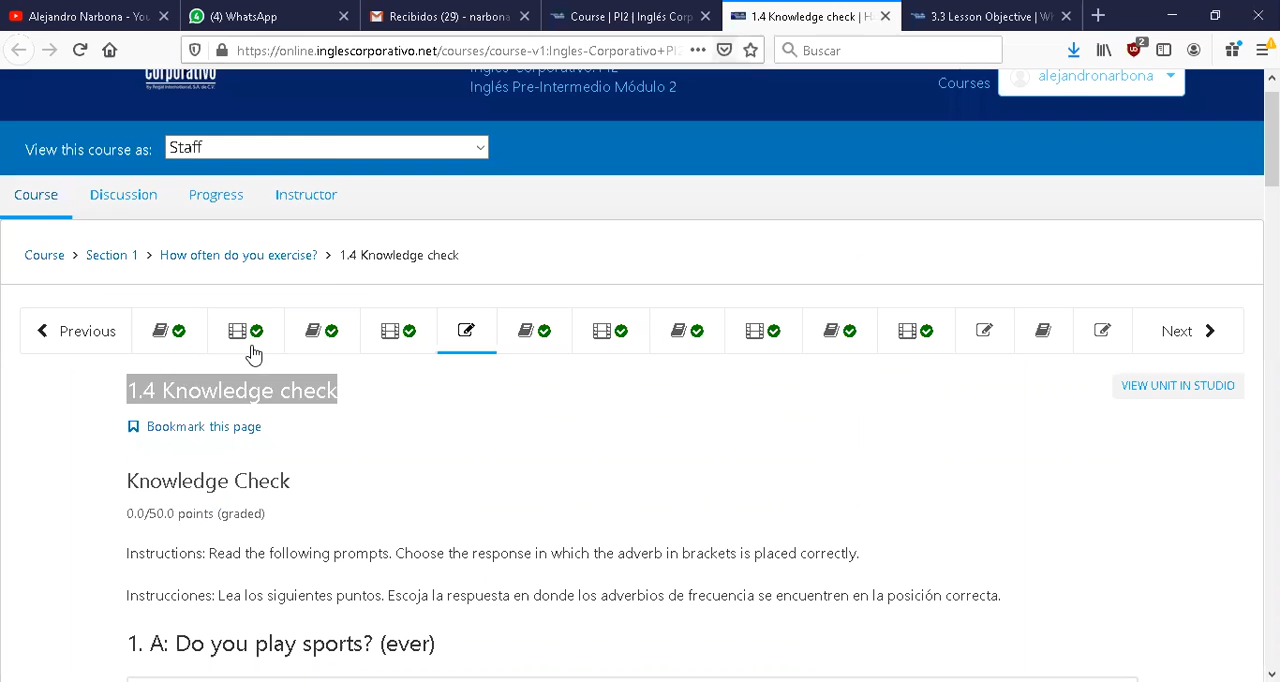 Alejandro Narbona - You
(4) WhatsApp
Recibidos (29) - narbona
Course | PI2 | Inglés Corp
1.4 Knowledge check |
3.3 Lesson Objective |
https://online.inglescorporativo.net/courses/course-v1:Ingles-Corporativo+PI2
Buscar
2
corporativo
by Regal International, S.A. de C.V.
Inglés Pre-Intermedio Módulo 2
Courses
alejandronarbona
View this course as:
Staff
Course
Discussion
Progress
Instructor
Course > Section 1 > How often do you exercise? > 1.4 Knowledge check
Previous
Next
1.4 Knowledge check
VIEW UNIT IN STUDIO
Bookmark this page
Knowledge Check
0.0/50.0 points (graded)
Instructions: Read the following prompts. Choose the response in which the adverb in brackets is placed correctly.
Instrucciones: Lea los siguientes puntos. Escoja la respuesta en donde los adverbios de frecuencia se encuentren en la posición correcta.
1. A: Do you play sports? (ever)